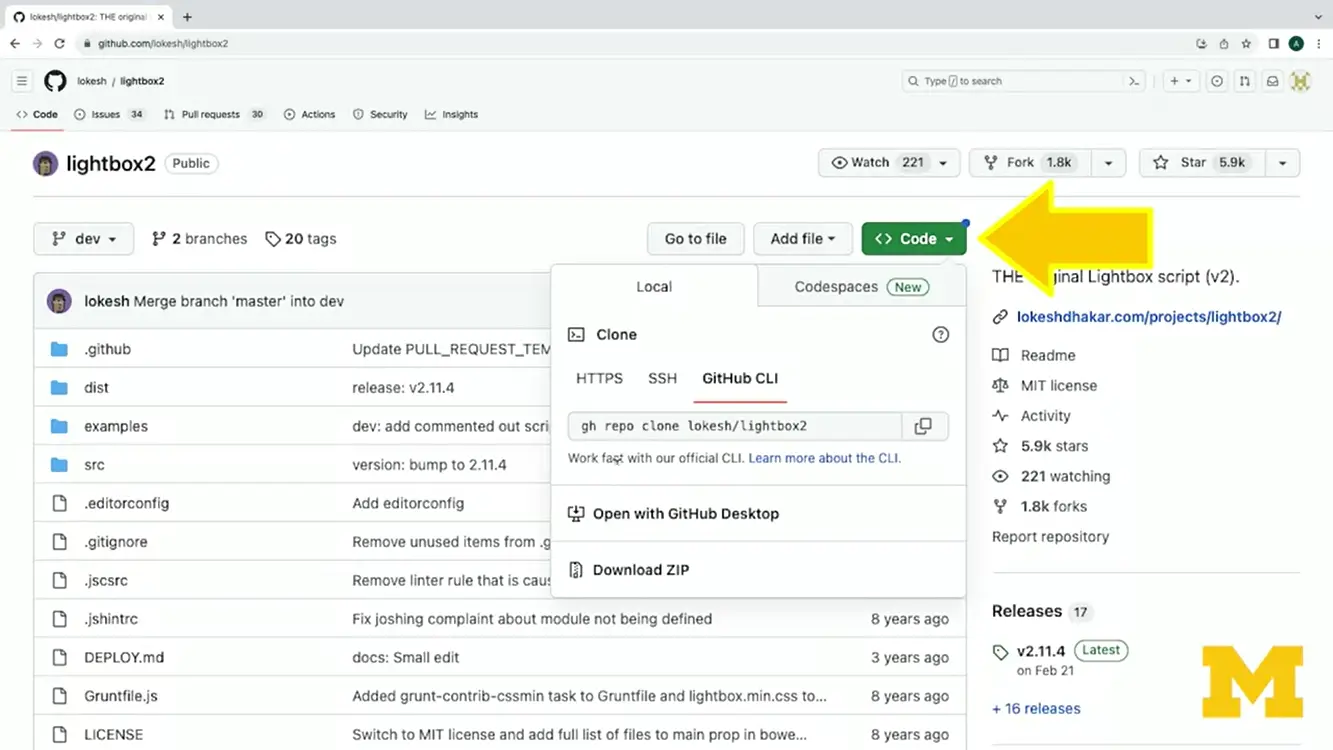 lokesh/lightbox2: THE original
github.com/lokesh/lightbox2
A
lokesh / lightbox2
Type / to search
Code
Issues 34
Pull requests 30
Actions
Security
Insights
lightbox2 Public
Watch 221
Fork 1.8k
Star 5.9k
dev
2 branches
20 tags
Go to file
Add file
Code
lokesh Merge branch 'master' into dev
.github Update PULL_REQUEST_TEM
dist release: v2.11.4
examples dev: add commented out scri
src version: bump to 2.11.4
.editorconfig Add editorconfig
.gitignore Remove unused items from .g
.jscsrc Remove linter rule that is cau
.jshintrc Fix joshing complaint about module not being defined 8 years ago
DEPLOY.md docs: Small edit 3 years ago
Gruntfile.js Added grunt-contrib-cssmin task to Gruntfile and lightbox.min.css to... 8 years ago
LICENSE Switch to MIT license and add full list of files to main prop in bowe... 8 years ago
Local
Codespaces New
Clone
HTTPS SSH GitHub CLI
gh repo clone lokesh/lightbox2
Work fast with our official CLI. Learn more about the CLI.
Open with GitHub Desktop
Download ZIP
THE ginal Lightbox script (v2).
lokeshdhakar.com/projects/lightbox2/
Readme
MIT license
Activity
5.9k stars
221 watching
1.8k forks
Report repository
Releases 17
v2.11.4 Latest
on Feb 21
+ 16 releases
M